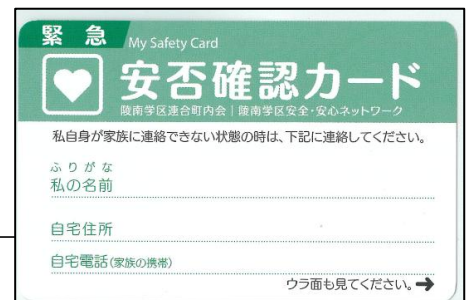 緊急 My Safety Card
安否確認カード
陵南学区連合町内会｜陵南学区安全・安心ネットワーク
私自身が家族に連絡できない状態の時は、下記に連絡してください。
ふりがな
私の名前
自宅住所
自宅電話(家族の携帯)
ウラ面も見てください。➔